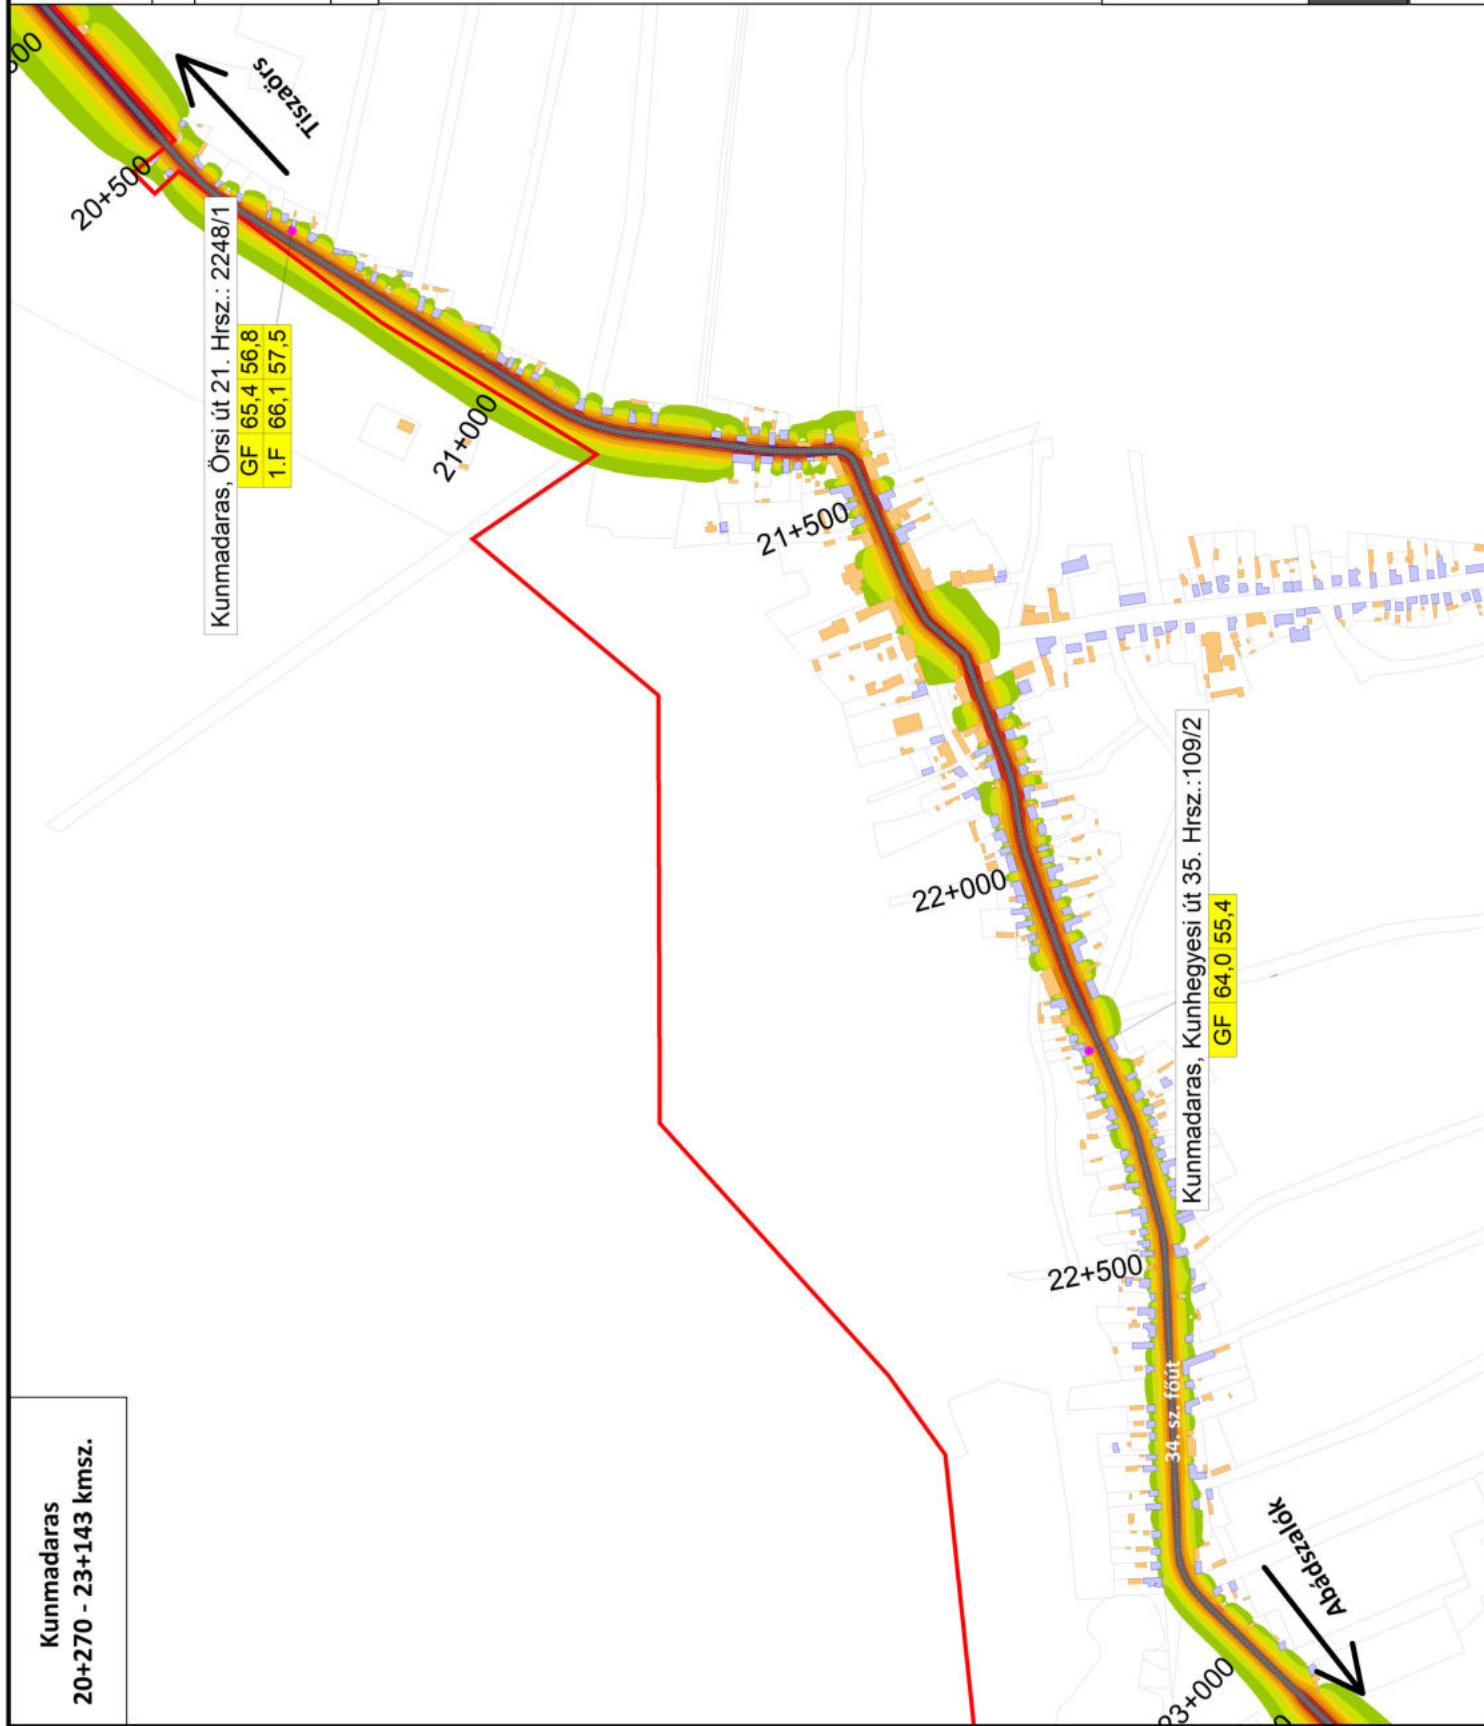 Kunmadaras
20+270 - 23+143 kmsz.
Tiszaörs
20+500
Kunmadaras, Örsi út 21. Hrsz.: 2248/1
GF 65,4 56,8
1.F 66,1 57,5
21+000
21+500
22+000
Kunmadaras, Kunhegyesi út 35. Hrsz.:109/2
GF 64,0 55,4
22+500
34. sz. főút
Abádszalók
23+000